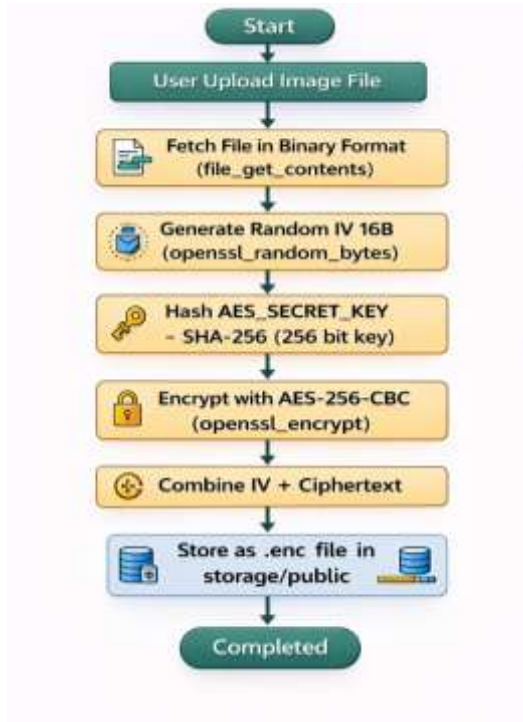 Start
User Upload Image File
Fetch File in Binary Format
(file_get_contents)
Generate Random IV 16B
(openssl_random_bytes)
Hash AES_SECRET_KEY
– SHA-256 (256 bit key)
Encrypt with AES-256-CBC
(openssl_encrypt)
Combine IV + Ciphertext
Store as .enc file in
storage/public
Completed